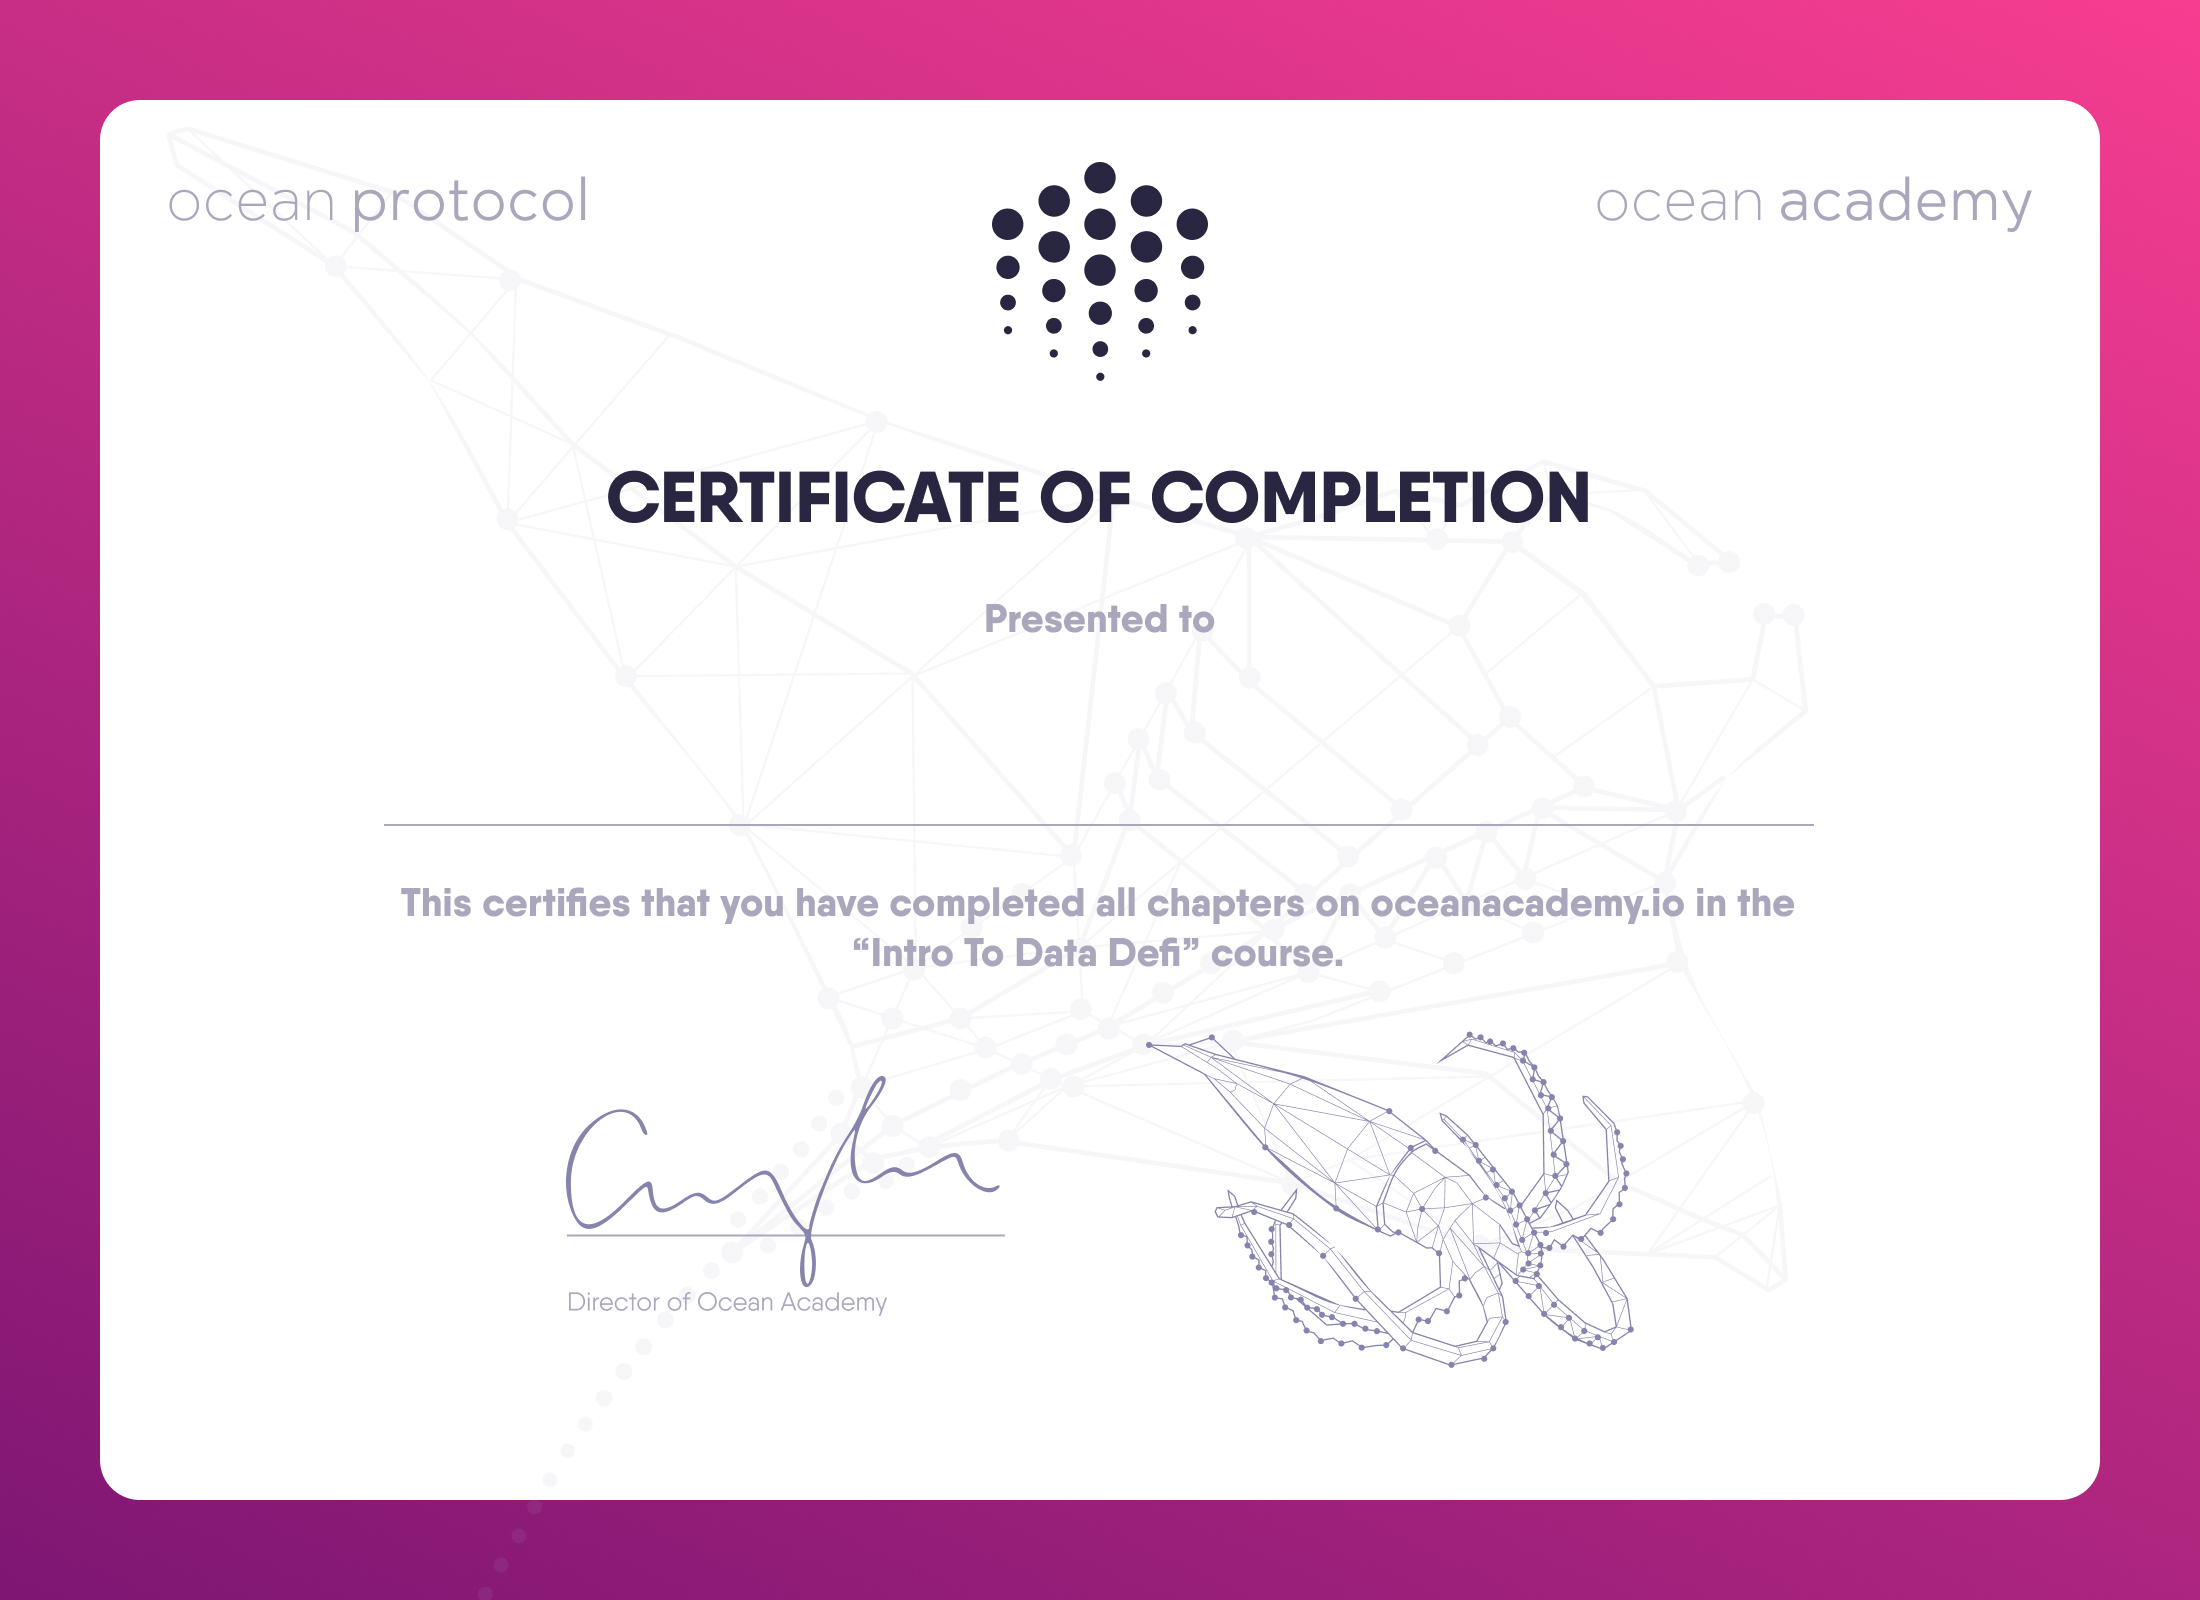 ocean protocol
ocean academy
CERTIFICATE OF COMPLETION
Presented to
This certifies that you have completed all chapters on oceanacademy.io in the
“Intro To Data Defi” course.
Director of Ocean Academy